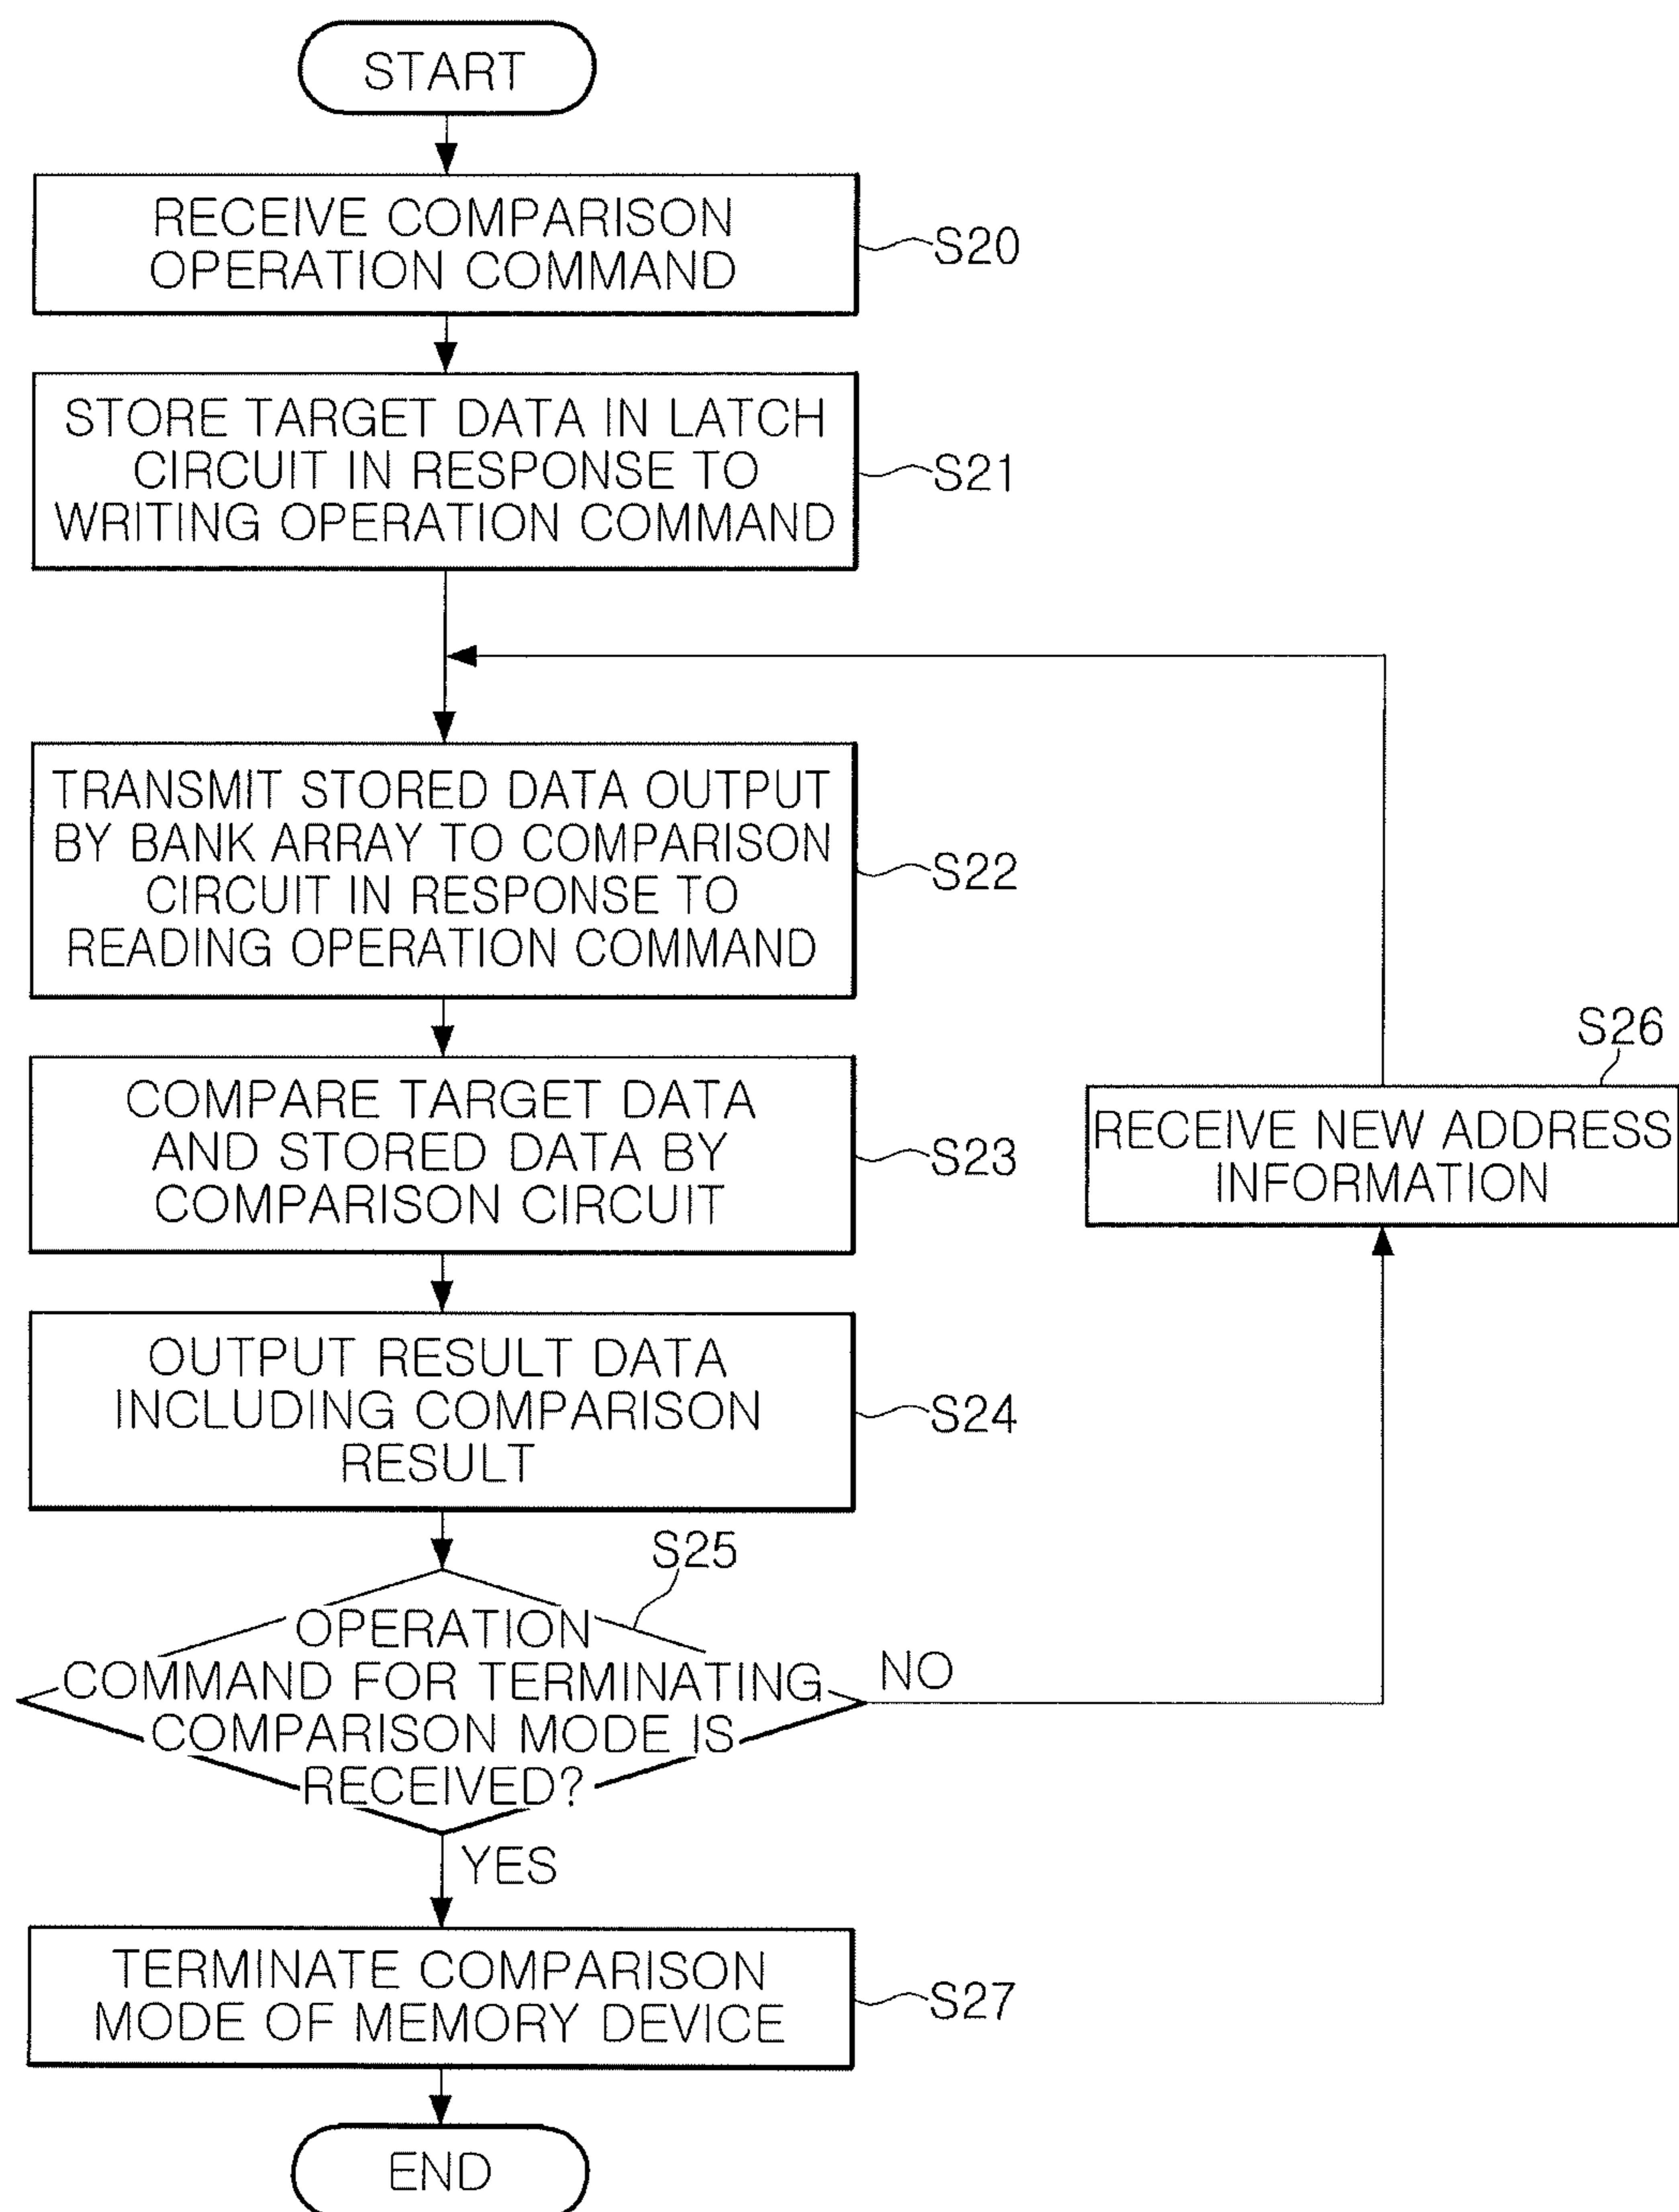 START
RECEIVE COMPARISON
OPERATION COMMAND
S20
STORE TARGET DATA IN LATCH
CIRCUIT IN RESPONSE TO
WRITING OPERATION COMMAND
S21
TRANSMIT STORED DATA OUTPUT
BY BANK ARRAY TO COMPARISON
CIRCUIT IN RESPONSE TO
READING OPERATION COMMAND
S22
COMPARE TARGET DATA
AND STORED DATA BY
COMPARISON CIRCUIT
S23
S26
RECEIVE NEW ADDRESS
INFORMATION
OUTPUT RESULT DATA
INCLUDING COMPARISON
RESULT
S24
S25
OPERATION
COMMAND FOR TERMINATING
COMPARISON MODE IS
RECEIVED?
NO
YES
TERMINATE COMPARISON
MODE OF MEMORY DEVICE
S27
END